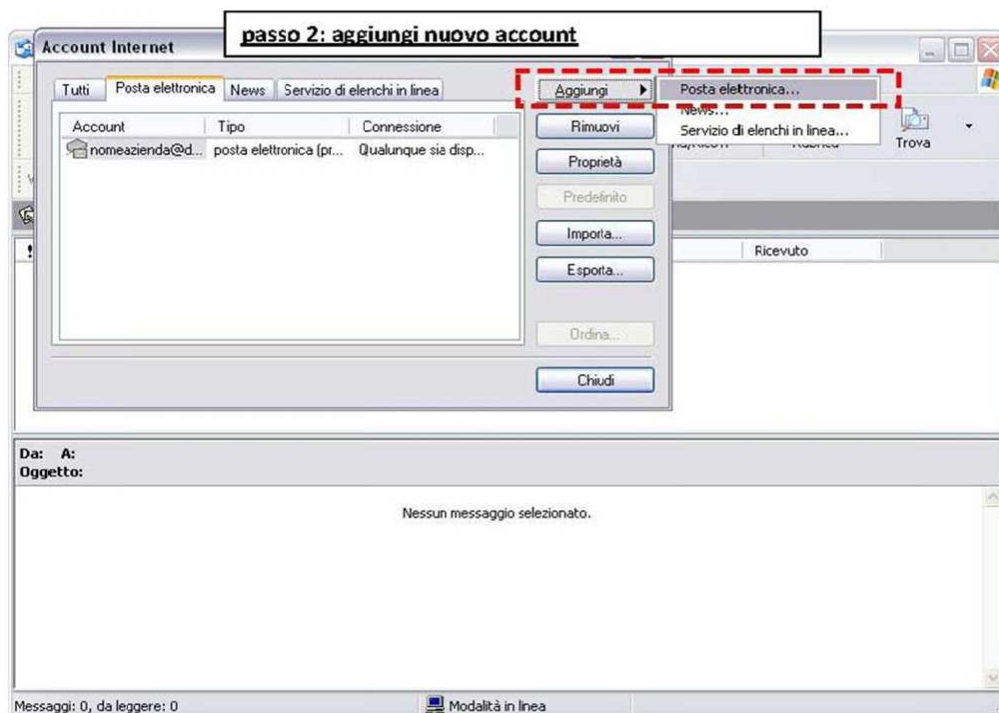 passo 2: aggiungi nuovo account
Account Internet
Tutti Posta elettronica News Servizio di elenchi in linea
Aggiungi
Posta elettronica...
News...
Servizio di elenchi in linea...
Account Tipo Connessione
nomeazienda@d... posta elettronica (pr... Qualunque sia disp...
Rimuovi
Proprietà
Predefinito
Importa...
Esporta...
Ordina...
Chiudi
Rubrica
Trova
!
Ricevuto
Da: A:
Oggetto:
Nessun messaggio selezionato.
Messaggi: 0, da leggere: 0
Modalità in linea